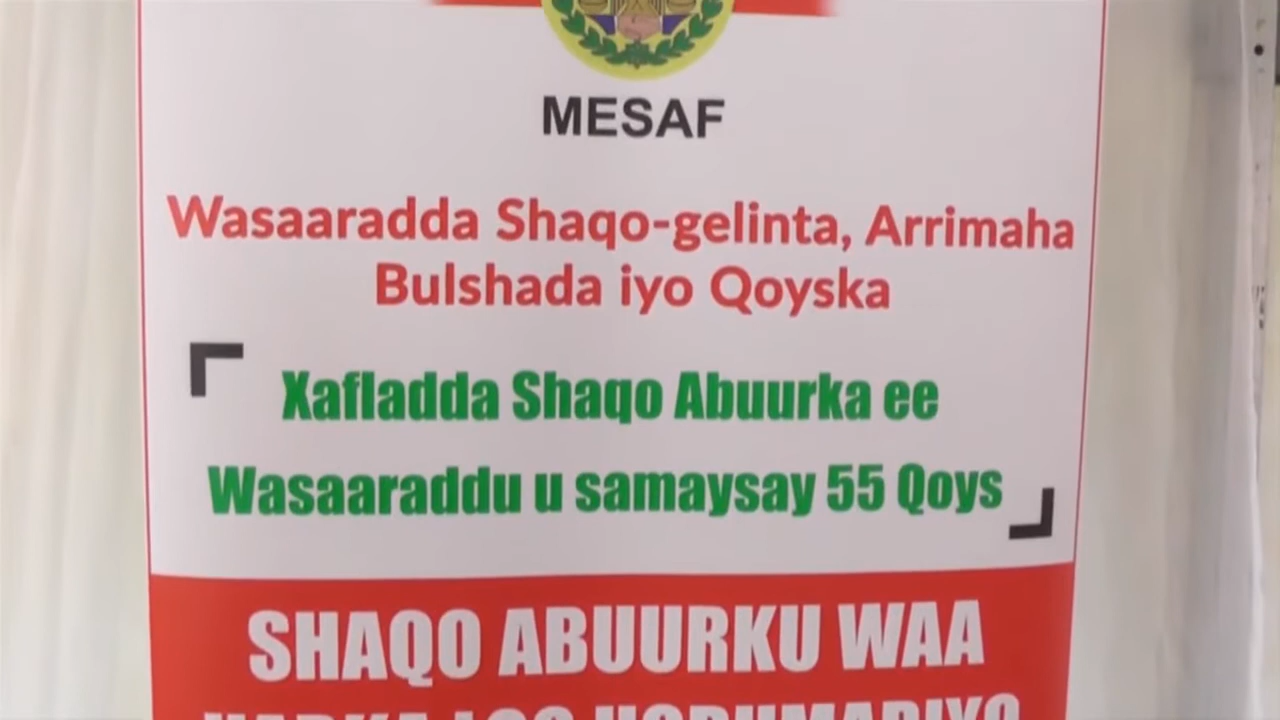 MESAF
Wasaaradda Shaqo-gelinta, Arrimaha
Bulshada iyo Qoyska
Xafladda Shaqo Abuurka ee
Wasaaraddu u samaysay 55 Qoys
SHAQO ABUURKU WAA